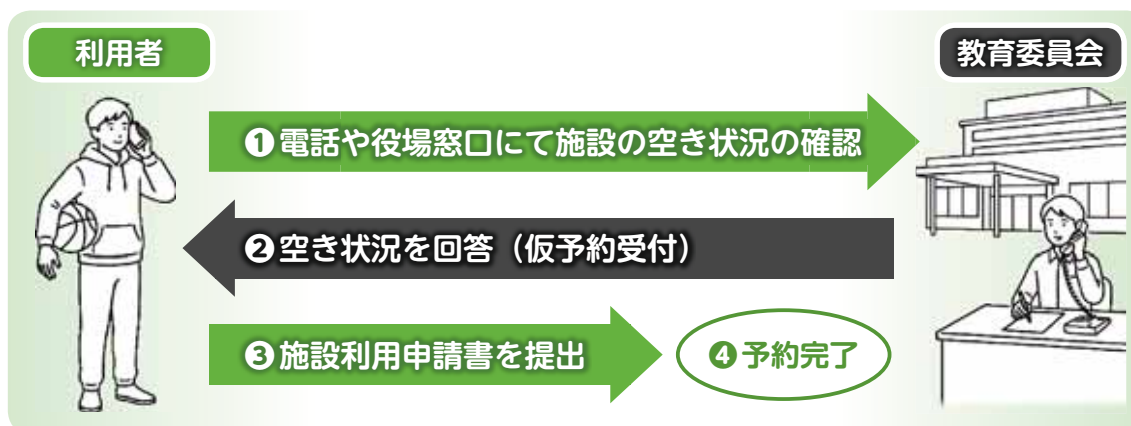 利用者
教育委員会
❶電話や役場窓口にて施設の空き状況の確認
❷空き状況を回答（仮予約受付）
❸施設利用申請書を提出
❹予約完了